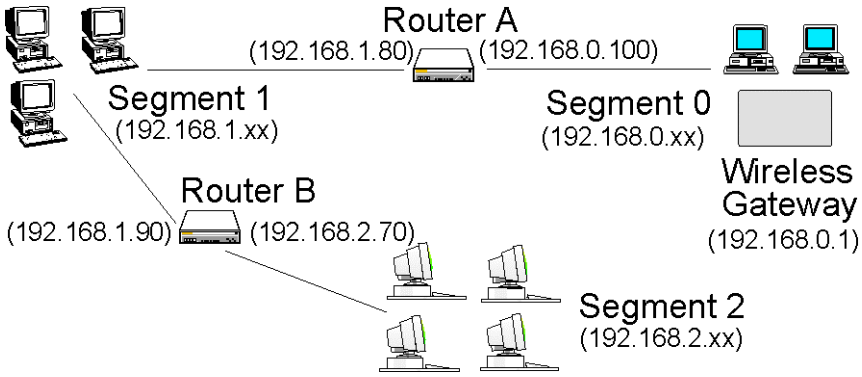 Router A
(192.168.1.80)
(192.168.0.100)
Segment 1
(192.168.1.xx)
Segment 0
(192.168.0.xx)
Wireless
Gateway
(192.168.0.1)
Router B
(192.168.1.90)
(192.168.2.70)
Segment 2
(192.168.2.xx)